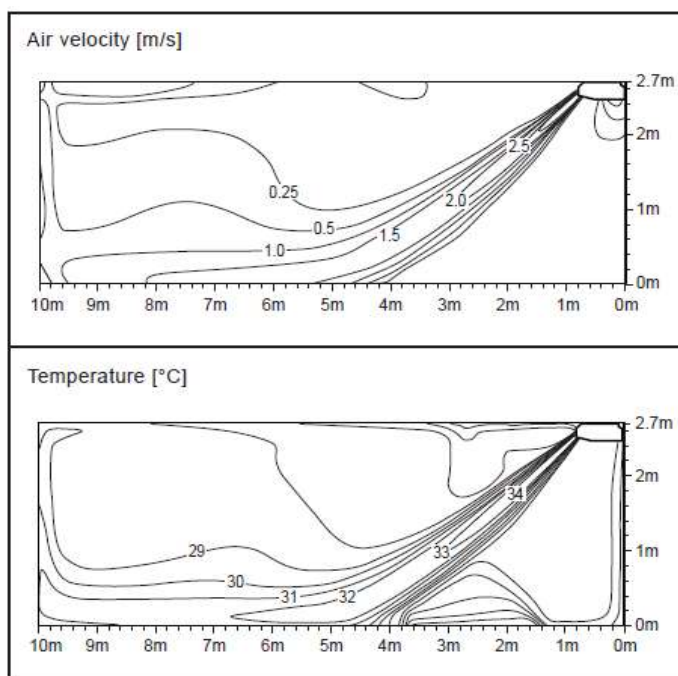 Air velocity [m/s]
2.7m
2.5
2m
0.25
2.0
0.5
1m
1.5
1.0
0m
10m 9m 8m 7m 6m 5m 4m 3m 2m 1m 0m
Temperature [°C]
2.7m
34
2m
29
33
1m
30
31
32
0m
10m 9m 8m 7m 6m 5m 4m 3m 2m 1m 0m